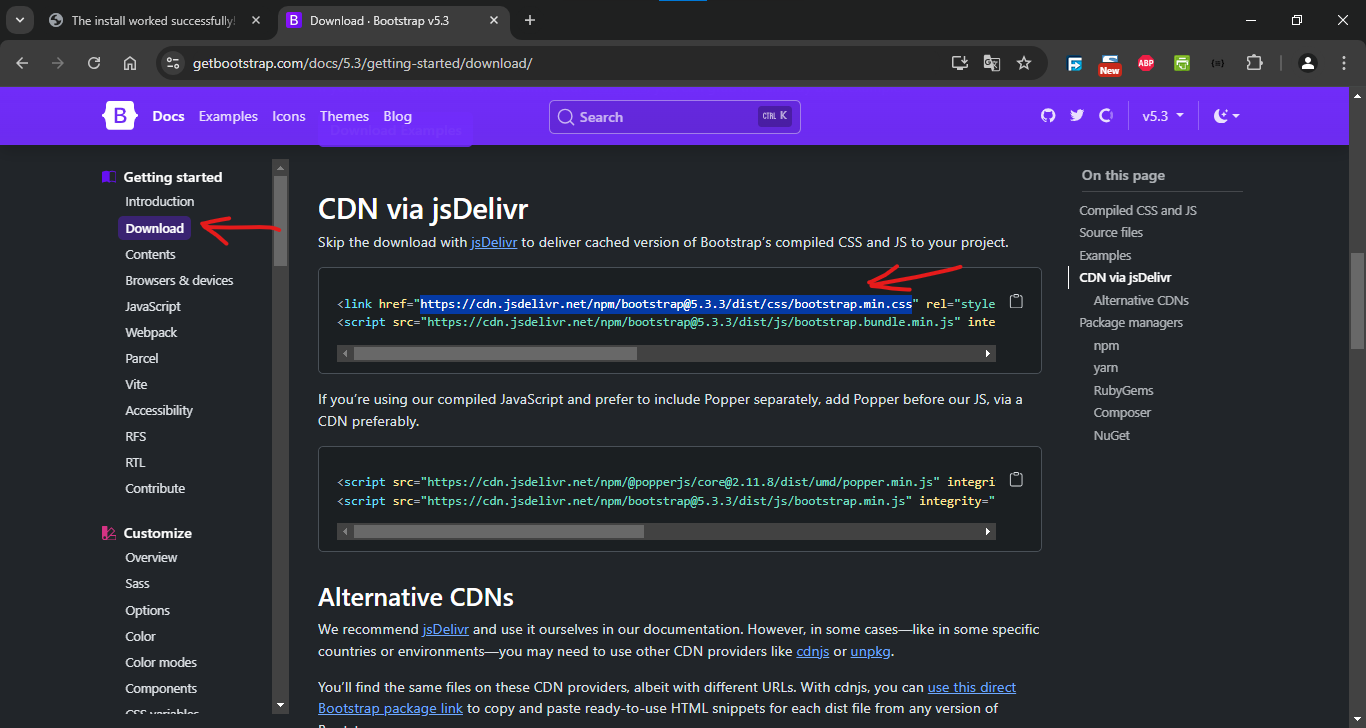 The install worked successfully!
Download · Bootstrap v5.3
getbootstrap.com/docs/5.3/getting-started/download/
New
ABP
B
Docs
Examples
Icons
Themes
Blog
Search
CTRL K
v5.3
Download Examples
Getting started
Introduction
Download
Contents
Browsers & devices
JavaScript
Webpack
Parcel
Vite
Accessibility
RFS
RTL
Contribute
Customize
Overview
Sass
Options
Color
Color modes
Components
CSS variables
CDN via jsDelivr
Skip the download with jsDelivr to deliver cached version of Bootstrap’s compiled CSS and JS to your project.
<link href="https://cdn.jsdelivr.net/npm/bootstrap@5.3.3/dist/css/bootstrap.min.css" rel="style
<script src="https://cdn.jsdelivr.net/npm/bootstrap@5.3.3/dist/js/bootstrap.bundle.min.js" inte
If you’re using our compiled JavaScript and prefer to include Popper separately, add Popper before our JS, via a
CDN preferably.
<script src="https://cdn.jsdelivr.net/npm/@popperjs/core@2.11.8/dist/umd/popper.min.js" integri
<script src="https://cdn.jsdelivr.net/npm/bootstrap@5.3.3/dist/js/bootstrap.min.js" integrity="
Alternative CDNs
We recommend jsDelivr and use it ourselves in our documentation. However, in some cases—like in some specific
countries or environments—you may need to use other CDN providers like cdnjs or unpkg.
You’ll find the same files on these CDN providers, albeit with different URLs. With cdnjs, you can use this direct
Bootstrap package link to copy and paste ready-to-use HTML snippets for each dist file from any version of
On this page
Compiled CSS and JS
Source files
Examples
CDN via jsDelivr
Alternative CDNs
Package managers
npm
yarn
RubyGems
Composer
NuGet